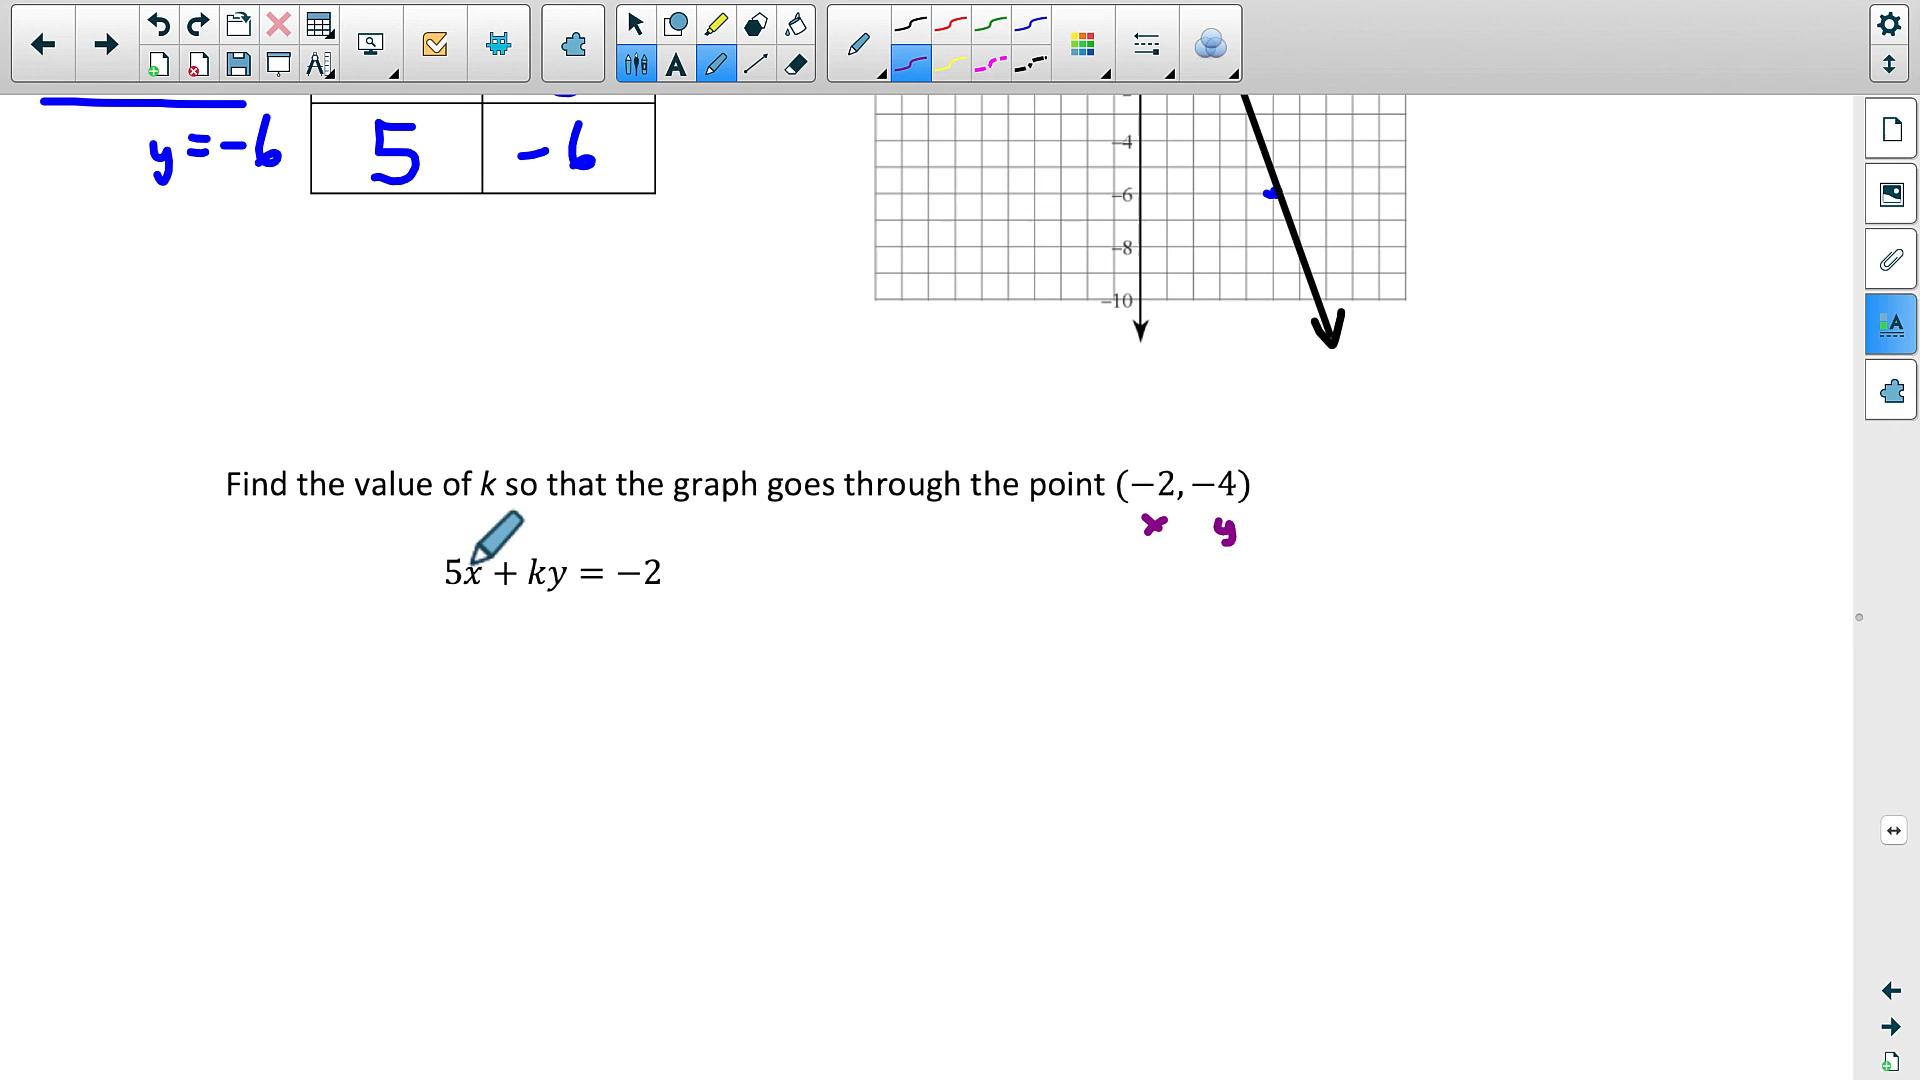 y = -6
5
-6
-4
-6
-8
-10
Find the value of k so that the graph goes through the point (−2, −4)
x y
5x + ky = −2